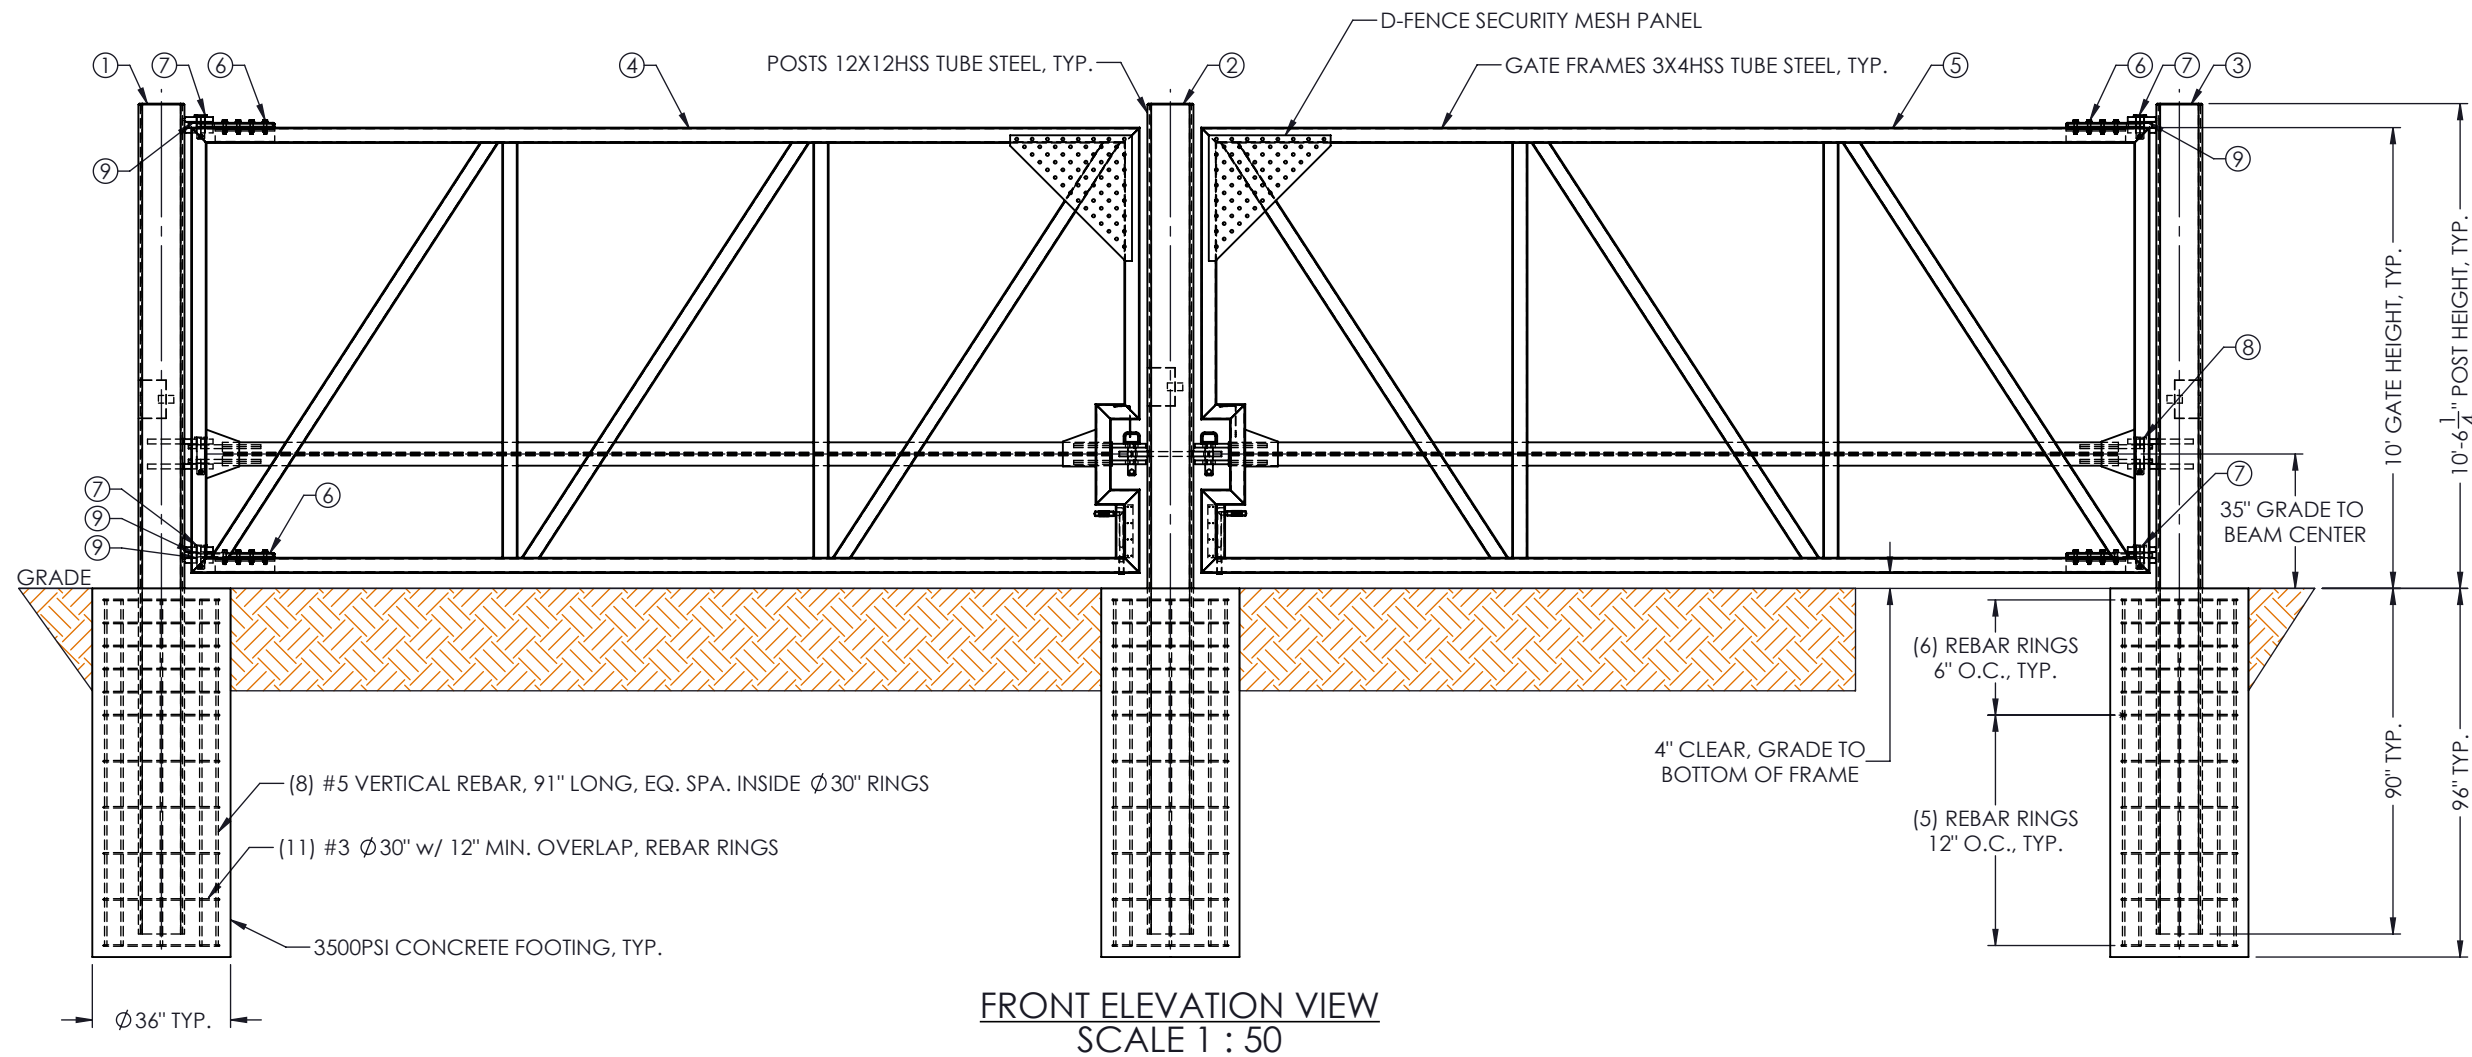 D-FENCE SECURITY MESH PANEL
POSTS 12X12HSS TUBE STEEL, TYP.
GATE FRAMES 3X4HSS TUBE STEEL, TYP.
1
7
6
4
2
5
6
7
3
9
9
8
7
7
9
9
6
10' GATE HEIGHT, TYP.
10'-6 1/4" POST HEIGHT, TYP.
35" GRADE TO
BEAM CENTER
GRADE
(6) REBAR RINGS
6" O.C., TYP.
4" CLEAR, GRADE TO
BOTTOM OF FRAME
(5) REBAR RINGS
12" O.C., TYP.
90" TYP.
96" TYP.
(8) #5 VERTICAL REBAR, 91" LONG, EQ. SPA. INSIDE Ø30" RINGS
(11) #3 Ø30" w/ 12" MIN. OVERLAP, REBAR RINGS
3500PSI CONCRETE FOOTING, TYP.
Ø36" TYP.
FRONT ELEVATION VIEW
SCALE 1 : 50